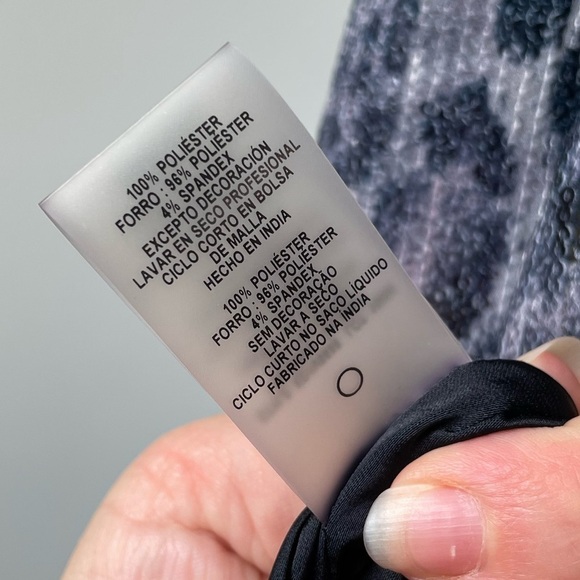 100% POLIÉSTER
FORRO : 96% POLIÉSTER
4% SPANDEX
EXCEPTO DECORACIÓN
LAVAR EN SECO PROFESIONAL
CICLO CORTO EN BOLSA
DE MALLA
HECHO EN INDIA
100% POLIÉSTER
FORRO : 96% POLIÉSTER
4% SPANDEX
SEM DECORAÇÃO
LAVAR A SECO
CICLO CURTO NO SACO LÍQUIDO
FABRICADO NA ÍNDIA